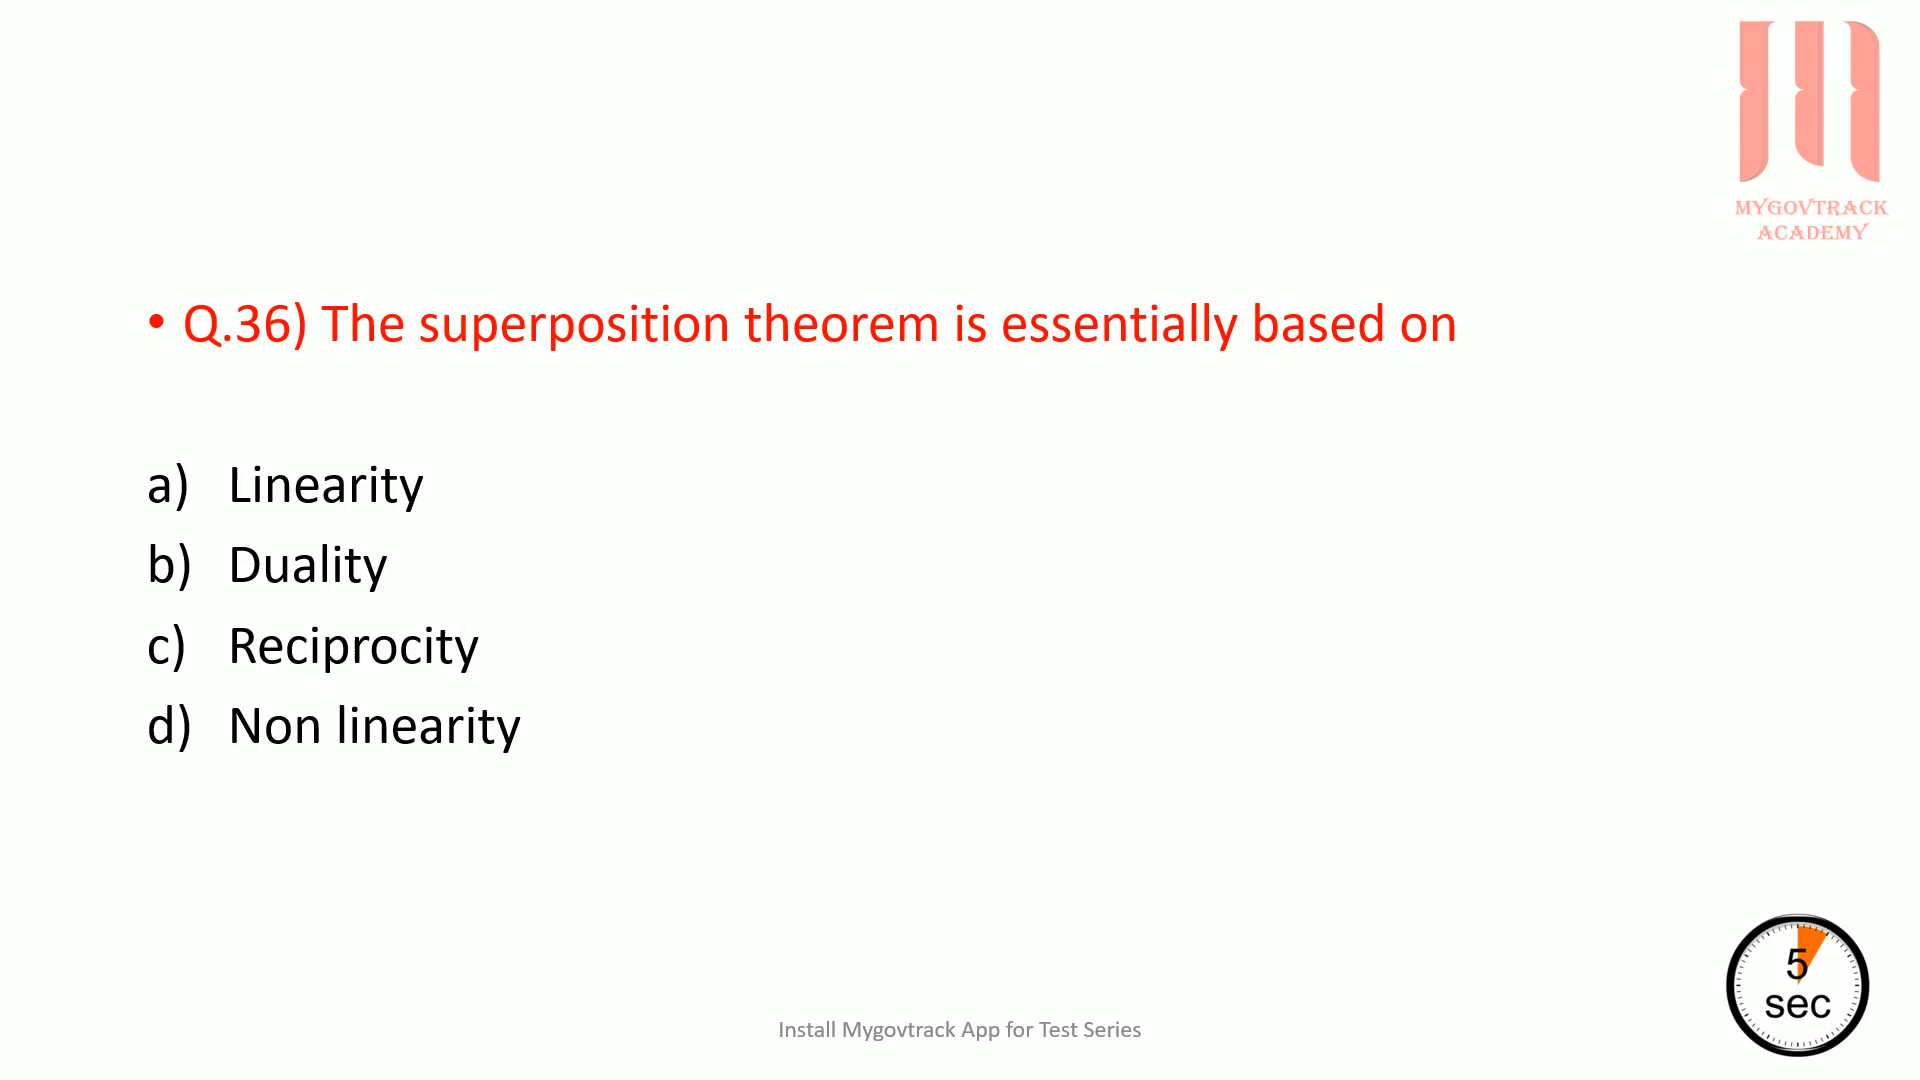 MYGOVTRACK
ACADEMY
• Q.36) The superposition theorem is essentially based on
a) Linearity
b) Duality
c) Reciprocity
d) Non linearity
5
sec
Install Mygovtrack App for Test Series